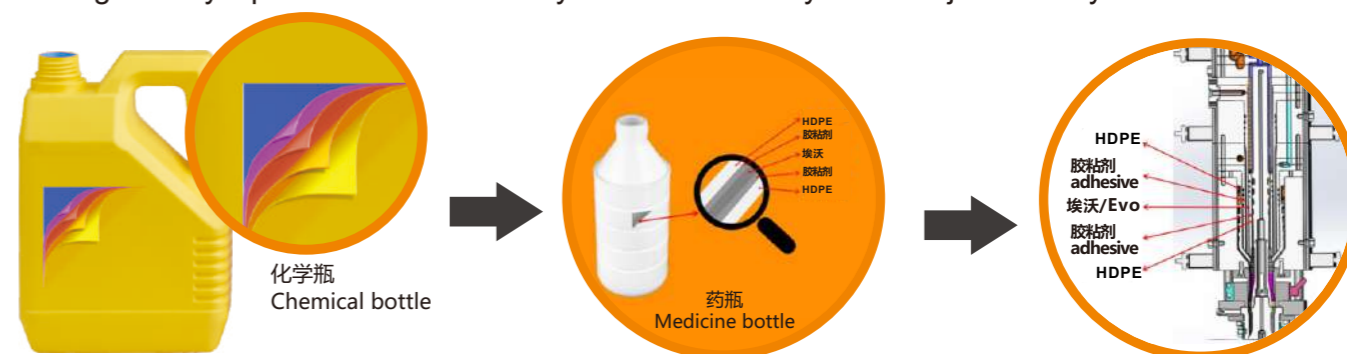 化学瓶
Chemical bottle
HDPE
胶粘剂
埃沃
胶粘剂
HDPE
药瓶
Medicine bottle
HDPE
胶粘剂
adhesive
埃沃/Evo
胶粘剂
adhesive
HDPE